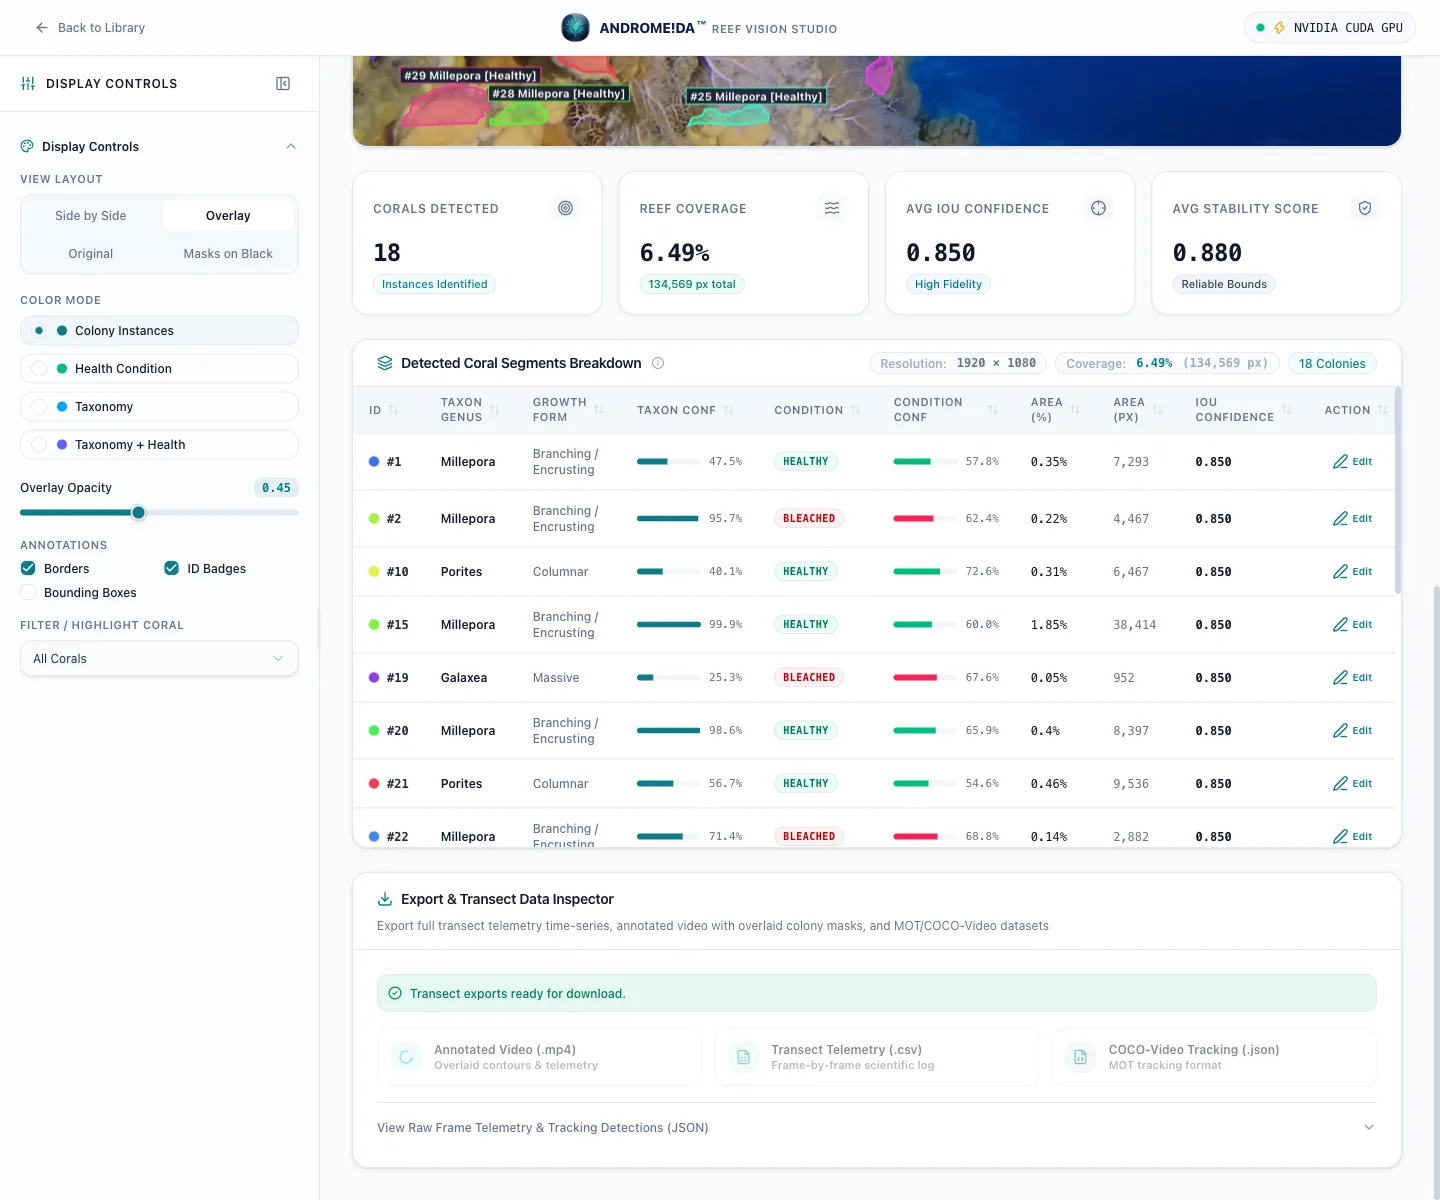 Back to Library
ANDROME!DA™ REEF VISION STUDIO
NVIDIA CUDA GPU
DISPLAY CONTROLS
Display Controls
VIEW LAYOUT
Side by Side
Overlay
Original
Masks on Black
COLOR MODE
Colony Instances
Health Condition
Taxonomy
Taxonomy + Health
Overlay Opacity 0.45
ANNOTATIONS
Borders
ID Badges
Bounding Boxes
FILTER / HIGHLIGHT CORAL
All Corals
#29 Millepora [Healthy]
#28 Millepora [Healthy]
#25 Millepora [Healthy]
CORALS DETECTED
18
Instances Identified
REEF COVERAGE
6.49%
134,569 px total
AVG IOU CONFIDENCE
0.850
High Fidelity
AVG STABILITY SCORE
0.880
Reliable Bounds
Detected Coral Segments Breakdown
Resolution: 1920 × 1080
Coverage: 6.49% (134,569 px)
18 Colonies
ID TAXON GENUS GROWTH FORM TAXON CONF CONDITION CONDITION CONF AREA (%) AREA (PX) IOU CONFIDENCE ACTION
#1 Millepora Branching / Encrusting 47.5% HEALTHY 57.8% 0.35% 7,293 0.850 Edit
#2 Millepora Branching / Encrusting 95.7% BLEACHED 62.4% 0.22% 4,467 0.850 Edit
#10 Porites Columnar 40.1% HEALTHY 72.6% 0.31% 6,467 0.850 Edit
#15 Millepora Branching / Encrusting 99.9% HEALTHY 60.0% 1.85% 38,414 0.850 Edit
#19 Galaxea Massive 25.3% BLEACHED 67.6% 0.05% 952 0.850 Edit
#20 Millepora Branching / Encrusting 98.6% HEALTHY 65.9% 0.4% 8,397 0.850 Edit
#21 Porites Columnar 56.7% HEALTHY 54.6% 0.46% 9,536 0.850 Edit
#22 Millepora Branching / Encrusting 71.4% BLEACHED 68.8% 0.14% 2,882 0.850 Edit
Export & Transect Data Inspector
Export full transect telemetry time-series, annotated video with overlaid colony masks, and MOT/COCO-Video datasets
Transect exports ready for download.
Annotated Video (.mp4)
Overlaid contours & telemetry
Transect Telemetry (.csv)
Frame-by-frame scientific log
COCO-Video Tracking (.json)
MOT tracking format
View Raw Frame Telemetry & Tracking Detections (JSON)